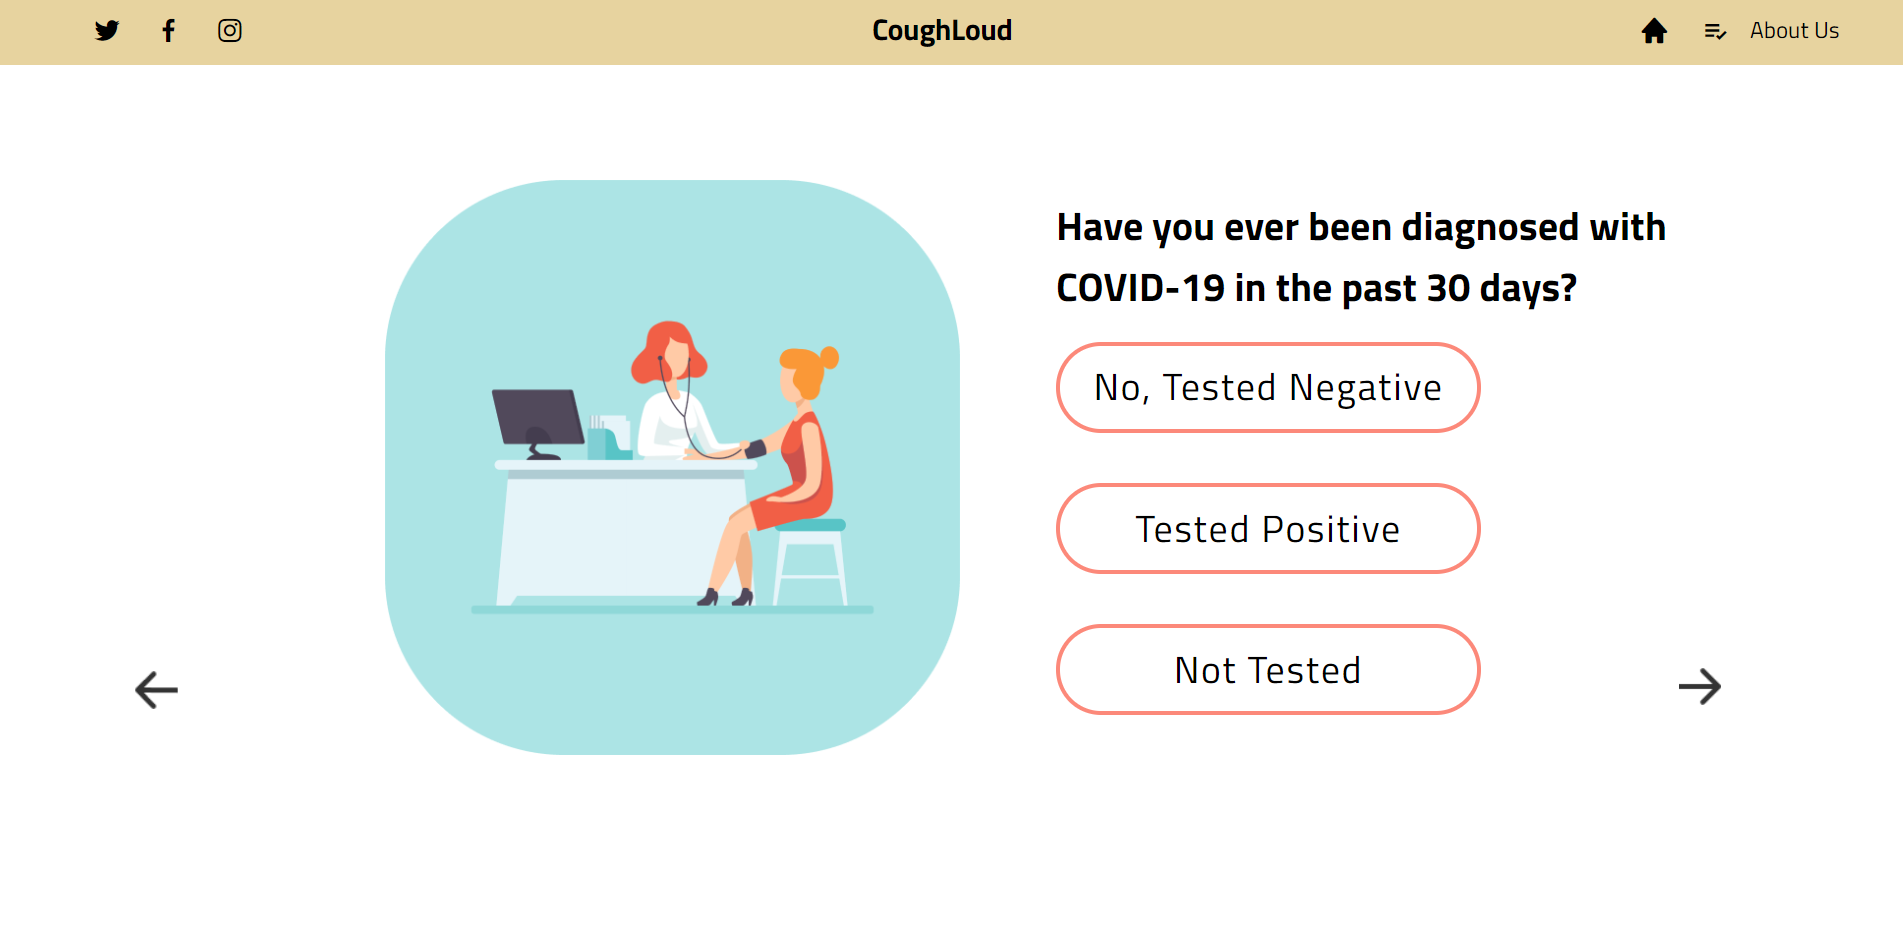 CoughLoud
About Us
Have you ever been diagnosed with
COVID-19 in the past 30 days?
No, Tested Negative
Tested Positive
Not Tested